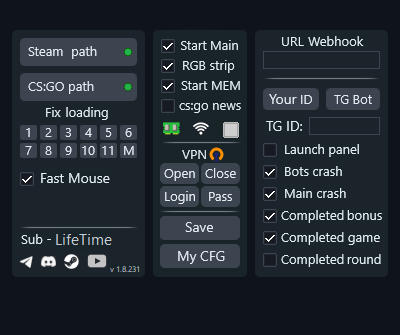 Steam path
CS:GO path
Fix loading
1 2 3 4 5 6
7 8 9 10 11 M
Fast Mouse
Sub - LifeTime
v 1.8.231
Start Main
RGB strip
Start MEM
cs:go news
VPN
Open Close
Login Pass
Save
My CFG
URL Webhook
Your ID TG Bot
TG ID:
Launch panel
Bots crash
Main crash
Completed bonus
Completed game
Completed round